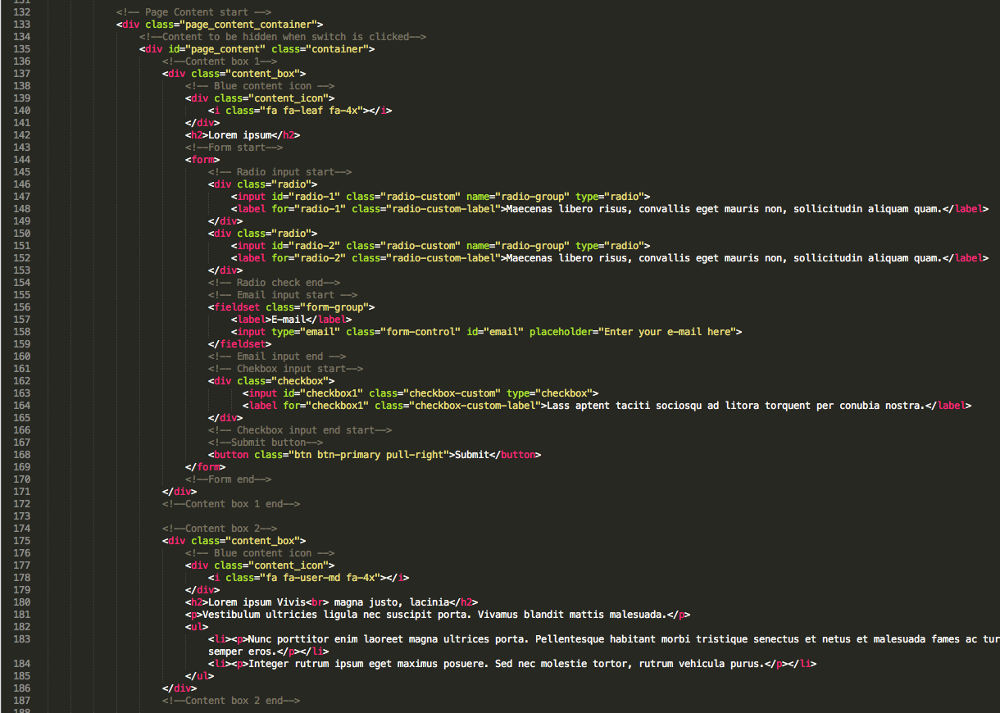 131
132 <!-- Page Content start -->
133 <div class="page_content_container">
134 <!--Content to be hidden when switch is clicked-->
135 <div id="page_content" class="container">
136 <!--Content box 1-->
137 <div class="content_box">
138 <!-- Blue content icon -->
139 <div class="content_icon">
140 <i class="fa fa-leaf fa-4x"></i>
141 </div>
142 <h2>Lorem ipsum</h2>
143 <!--Form start-->
144 <form>
145 <!-- Radio input start-->
146 <div class="radio">
147 <input id="radio-1" class="radio-custom" name="radio-group" type="radio">
148 <label for="radio-1" class="radio-custom-label">Maecenas libero risus, convallis eget mauris non, sollicitudin aliquam quam.</label>
149 </div>
150 <div class="radio">
151 <input id="radio-2" class="radio-custom" name="radio-group" type="radio">
152 <label for="radio-2" class="radio-custom-label">Maecenas libero risus, convallis eget mauris non, sollicitudin aliquam quam.</label>
153 </div>
154 <!-- Radio check end-->
155 <!-- Email input start -->
156 <fieldset class="form-group">
157 <label>E-mail</label>
158 <input type="email" class="form-control" id="email" placeholder="Enter your e-mail here">
159 </fieldset>
160 <!-- Email input end -->
161 <!-- Chekbox input start-->
162 <div class="checkbox">
163 <input id="checkbox1" class="checkbox-custom" type="checkbox">
164 <label for="checkbox1" class="checkbox-custom-label">Lass aptent taciti sociosqu ad litora torquent per conubia nostra.</label>
165 </div>
166 <!-- Checkbox input end start-->
167 <!--Submit button-->
168 <button class="btn btn-primary pull-right">Submit</button>
169 </form>
170 <!--Form end-->
171 </div>
172 <!--Content box 1 end-->
173
174 <!--Content box 2-->
175 <div class="content_box">
176 <!-- Blue content icon -->
177 <div class="content_icon">
178 <i class="fa fa-user-md fa-4x"></i>
179 </div>
180 <h2>Lorem ipsum Vivis<br> magna justo, lacinia</h2>
181 <p>Vestibulum ultricies ligula nec suscipit porta. Vivamus blandit mattis malesuada.</p>
182 <ul>
183 <li><p>Nunc porttitor enim laoreet magna ultrices porta. Pellentesque habitant morbi tristique senectus et netus et malesuada fames ac tur
semper eros.</p></li>
184 <li><p>Integer rutrum ipsum eget maximus posuere. Sed nec molestie tortor, rutrum vehicula purus.</p></li>
185 </ul>
186 </div>
187 <!--Content box 2 end-->
188